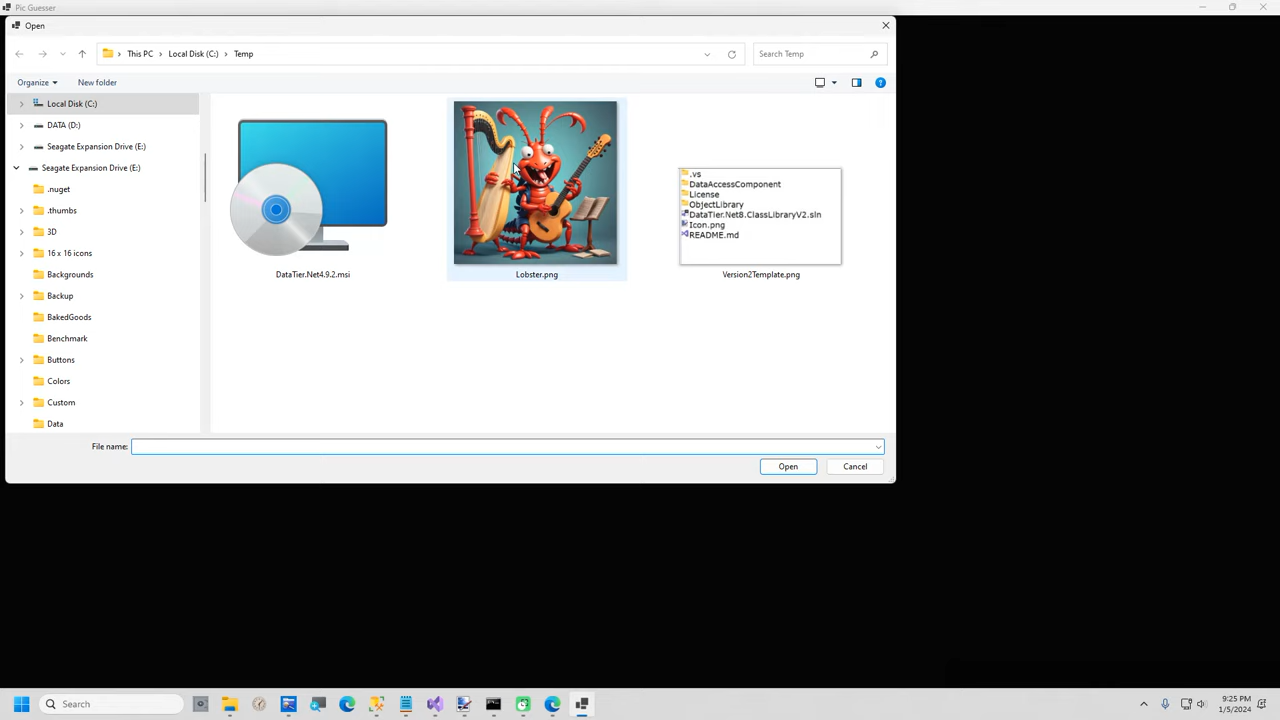 Pic Guesser
Open
This PC
Local Disk (C:)
Temp
Search Temp
Organize
New folder
Local Disk (C:)
DATA (D:)
Seagate Expansion Drive (E:)
Seagate Expansion Drive (E:)
.nuget
.thumbs
3D
16 x 16 icons
Backgrounds
Backup
BakedGoods
Benchmark
Buttons
Colors
Custom
Data
DataTier.Net4.9.2.msi
Lobster.png
.vs
DataAccessComponent
License
ObjectLibrary
DataTier.Net8.ClassLibraryV2.sln
Icon.png
README.md
Version2Template.png
File name:
Open
Cancel
Search
9:25 PM
1/5/2024